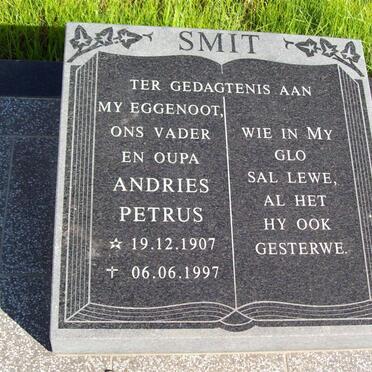 SMIT
TER GEDAGTENIS AAN
MY EGGENOOT,
ONS VADER
EN OUPA
ANDRIES
PETRUS
☆ 19.12.1907
✝ 06.06.1997
WIE IN MY
GLO
SAL LEWE,
AL HET
HY OOK
GESTERWE.